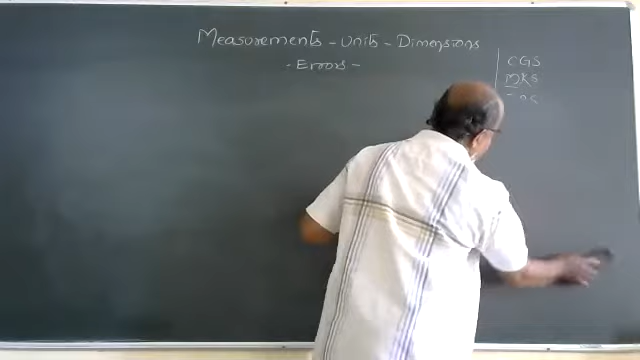 Measurements - Units - Dimensions
- Errors -
CGS
MKS